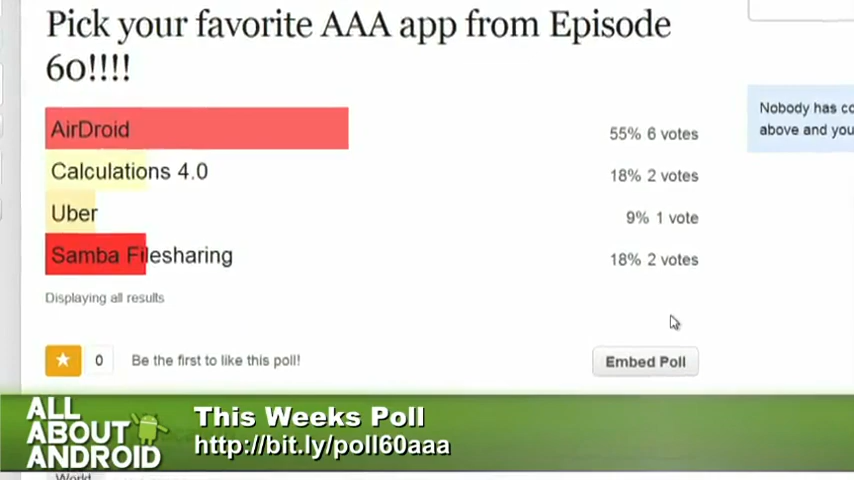 Pick your favorite AAA app from Episode
60!!!!
AirDroid
55% 6 votes
Calculations 4.0
18% 2 votes
Uber
9% 1 vote
Samba Filesharing
18% 2 votes
Displaying all results
Nobody has co
above and you
0
Be the first to like this poll!
Embed Poll
ALL
ABOUT
ANDROID
This Weeks Poll
http://bit.ly/poll60aaa
World